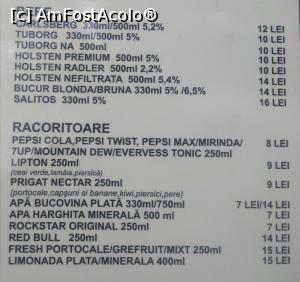 [c] AmFostAcolo®
BERE
CARLSBERG 330ml/500ml 5,2% 12 LEI
TUBORG 330ml/500ml 5% 10 LEI
TUBORG NA 500ml 10 LEI
HOLSTEN PREMIUM 500ml 5% 10 LEI
HOLSTEN RADLER 500ml 2,2% 10 LEI
HOLSTEN NEFILTRATA 500ml 5,4% 14 LEI
BUCUR BLONDA/BRUNA 330ml 5% /6,5% 14 LEI
SALITOS 330ml 5% 16 LEI
RACORITOARE
PEPSI COLA,PEPSI TWIST, PEPSI MAX/MIRINDA/ 8 LEI
7UP/MOUNTAIN DEW/EVERVESS TONIC 250ml
LIPTON 250ml 9 LEI
(ceai verde,lamâie,piersică)
PRIGAT NECTAR 250ml 9 LEI
(portocale,capsuni si banane,kiwi,piersici,pere)
APĂ BUCOVINA PLATĂ 330ml/750ml 7 LEI/14 LEI
APA HARGHITA MINERALĂ 500 ml 7 LEI
ROCKSTAR ORIGINAL 250ml 7 LEI
RED BULL 250ml 14 LEI
FRESH PORTOCALE/GREFRUT/MIXT 250ml 15 LEI
LIMONADA PLATA/MINERALA 400ml 15 LEI